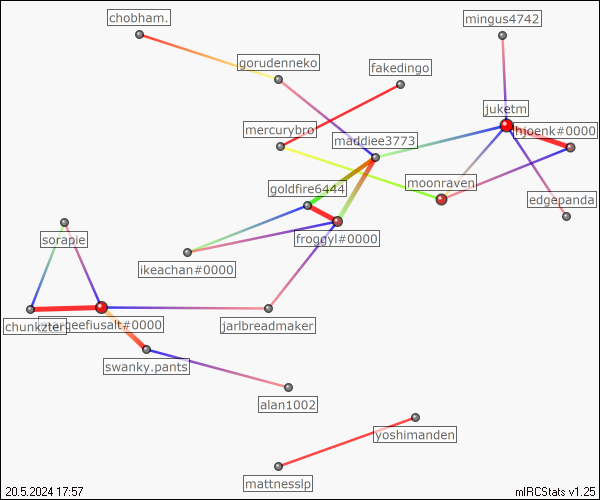 chobham.
mingus4742
gorudenneko
fakedingo
juketm
mercurybro
hjoenk#0000
maddiee3773
moonraven
goldfire6444
edgepanda
froggyl#0000
sorapie
ikeachan#0000
chunkzter
geefiusalt#0000
jarlbreadmaker
swanky.pants
alan1002
yoshimanden
mattnesslp
20.5.2024 17:57
mIRCStats v1.25